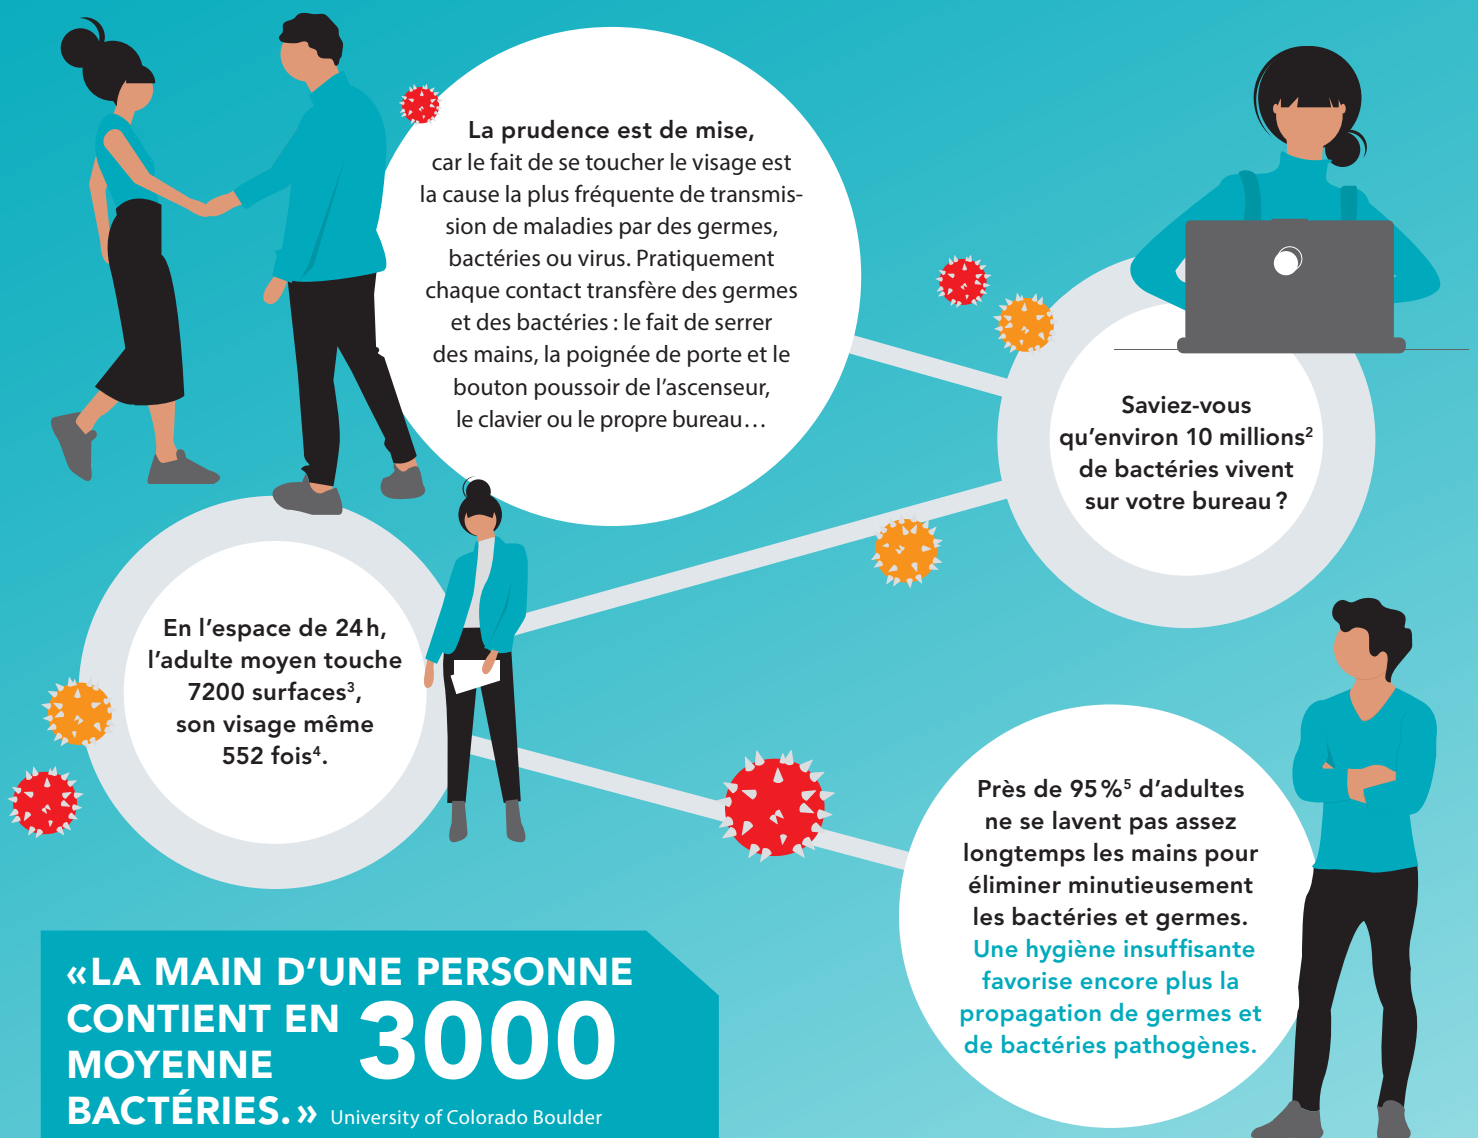 La prudence est de mise,
car le fait de se toucher le visage est
la cause la plus fréquente de transmis-
sion de maladies par des germes,
bactéries ou virus. Pratiquement
chaque contact transfère des germes
et des bactéries : le fait de serrer
des mains, la poignée de porte et le
bouton poussoir de l’ascenseur,
le clavier ou le propre bureau…
Saviez-vous
qu’environ 10 millions²
de bactéries vivent
sur votre bureau ?
En l’espace de 24 h,
l’adulte moyen touche
7200 surfaces³,
son visage même
552 fois⁴.
Près de 95 %⁵ d’adultes
ne se lavent pas assez
longtemps les mains pour
éliminer minutieusement
les bactéries et germes.
Une hygiène insuffisante
favorise encore plus la
propagation de germes et
de bactéries pathogènes.
«LA MAIN D’UNE PERSONNE
CONTIENT EN 3000
MOYENNE
BACTÉRIES.» University of Colorado Boulder